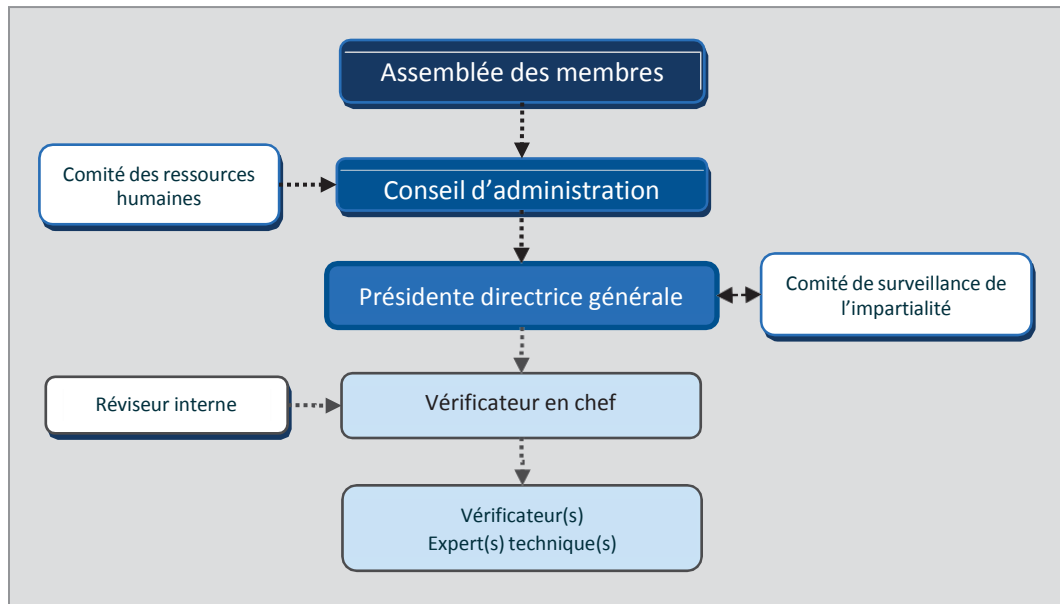 Assemblée des membres
Comité des ressources
humaines
Conseil d’administration
Présidente directrice générale
Comité de surveillance de
l’impartialité
Réviseur interne
Vérificateur en chef
Vérificateur(s)
Expert(s) technique(s)